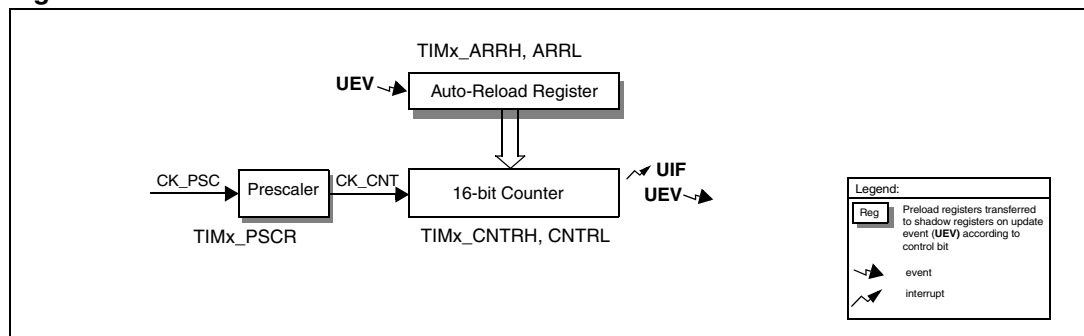 TIMx_ARRH, ARRL
UEV
Auto-Reload Register
CK_PSC
Prescaler
CK_CNT
16-bit Counter
UIF
UEV
TIMx_PSCR
TIMx_CNTRH, CNTRL
Legend:
Reg
Preload registers transferred
to shadow registers on update
event (UEV) according to
control bit
event
interrupt